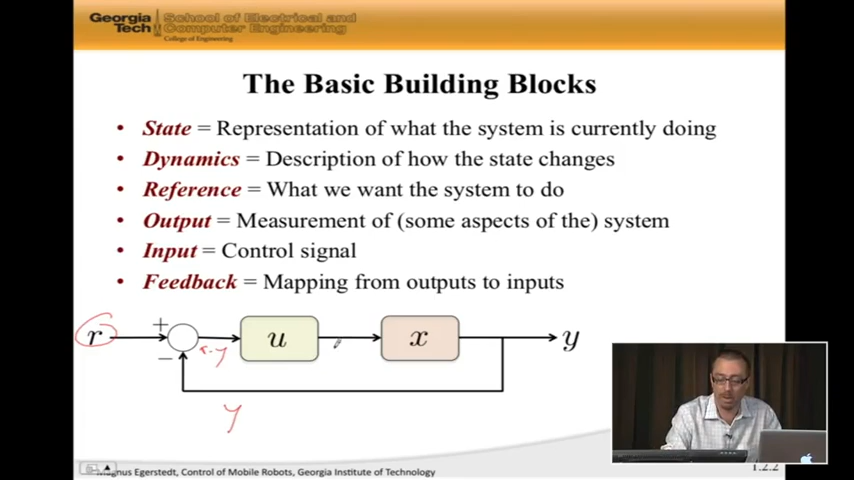 Georgia Tech
School of Electrical and Computer Engineering
College of Engineering
The Basic Building Blocks
• State = Representation of what the system is currently doing
• Dynamics = Description of how the state changes
• Reference = What we want the system to do
• Output = Measurement of (some aspects of the) system
• Input = Control signal
• Feedback = Mapping from outputs to inputs
r + − u x y
r-y
y
Magnus Egerstedt, Control of Mobile Robots, Georgia Institute of Technology
1.2.2